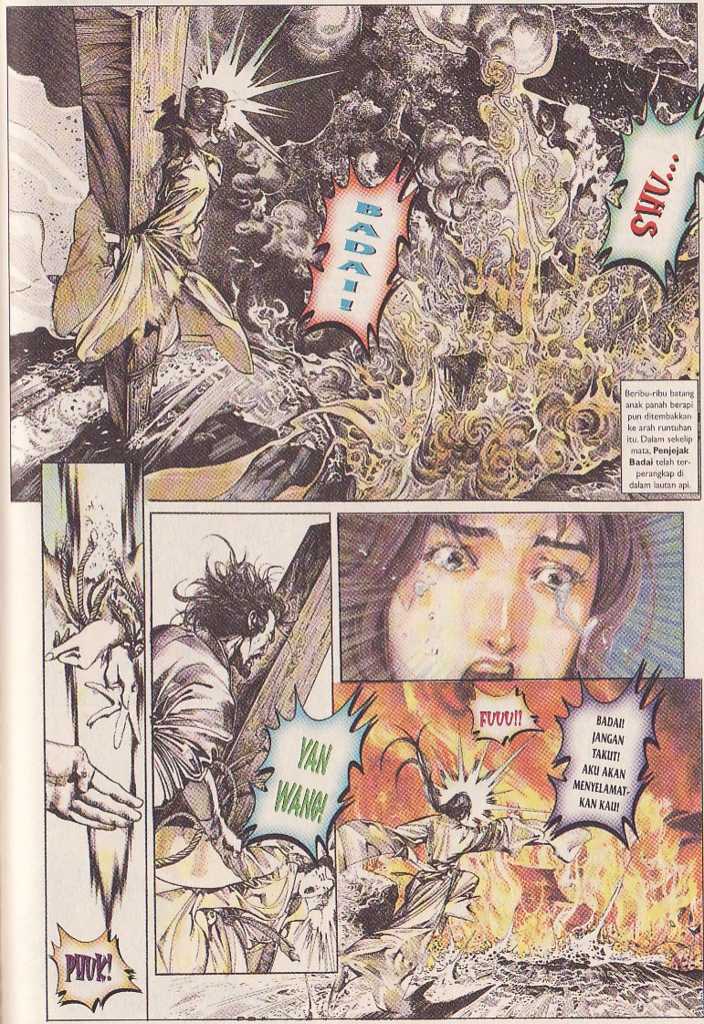 BADAI!
SHU...
Beribu-ribu batang
anak panah berapi
pun ditembakkan
ke arah runtuhan
itu. Dalam sekelip
mata, Penjejak
Badai telah ter-
perangkap di
dalam lautan api.
PUUK!
YAN
WANG!
FUUU!!
BADAI!
JANGAN
TAKUT!
AKU AKAN
MENYELAMAT-
KAN KAU!